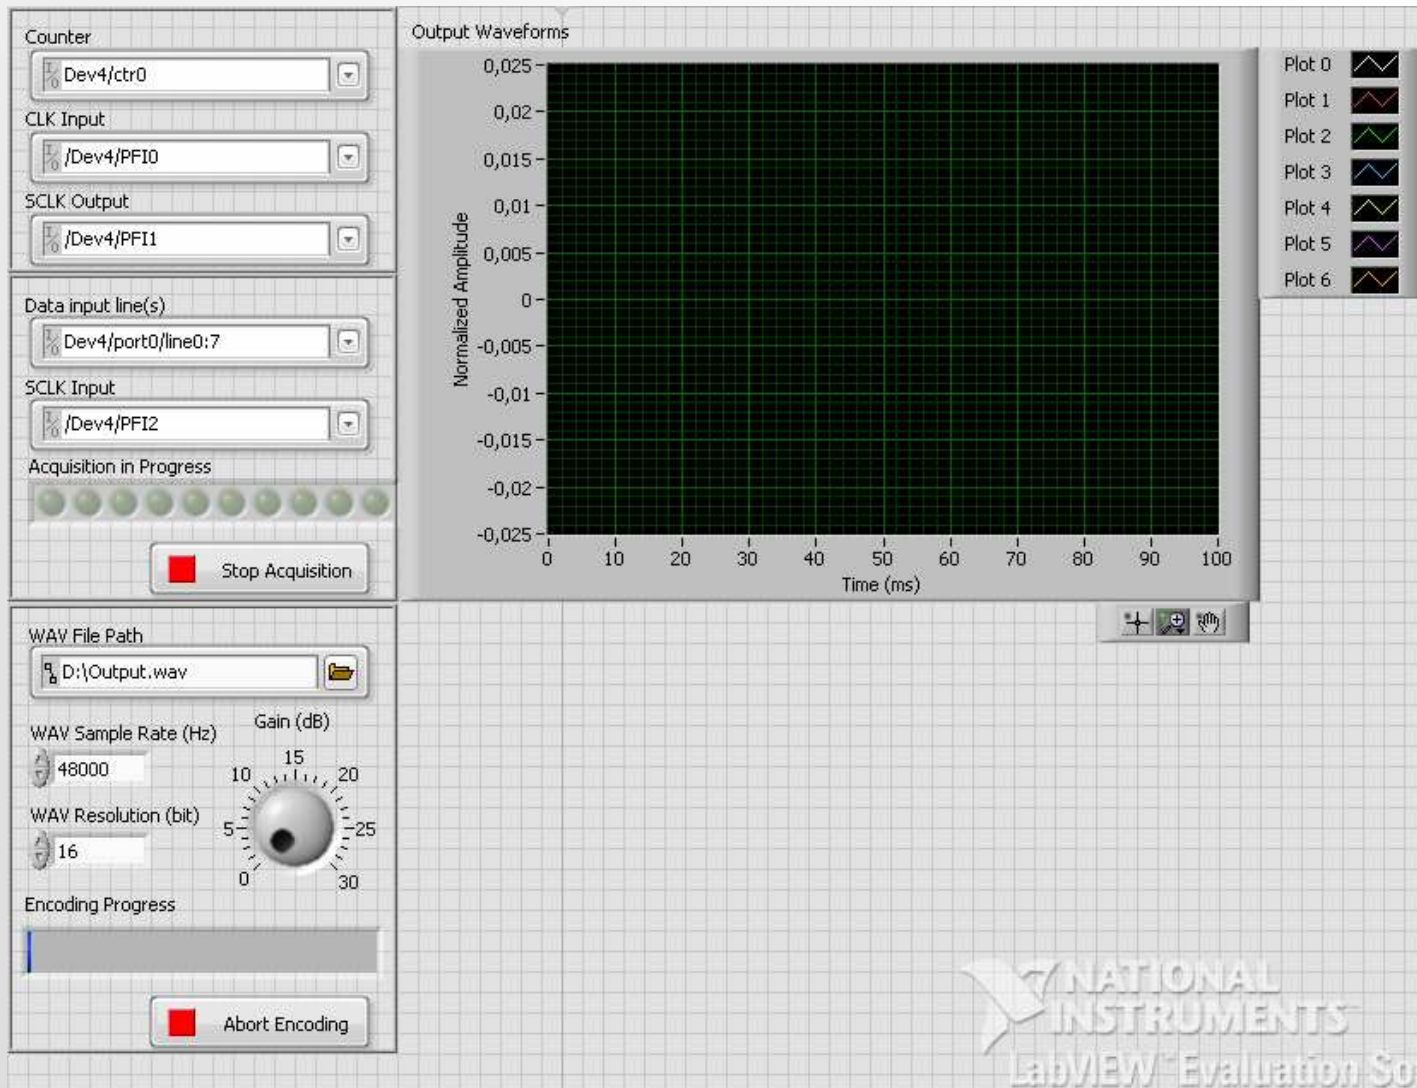 Counter
Dev4/ctr0
CLK Input
/Dev4/PFI0
SCLK Output
/Dev4/PFI1
Data input line(s)
Dev4/port0/line0:7
SCLK Input
/Dev4/PFI2
Acquisition in Progress
Stop Acquisition
WAV File Path
D:\Output.wav
WAV Sample Rate (Hz)
48000
WAV Resolution (bit)
16
Gain (dB)
0
5
10
15
20
25
30
Encoding Progress
Abort Encoding
Output Waveforms
Normalized Amplitude
0,025
0,02
0,015
0,01
0,005
0
-0,005
-0,01
-0,015
-0,02
-0,025
0 10 20 30 40 50 60 70 80 90 100
Time (ms)
Plot 0
Plot 1
Plot 2
Plot 3
Plot 4
Plot 5
Plot 6
NATIONAL
INSTRUMENTS
LabVIEW™ Evaluation So